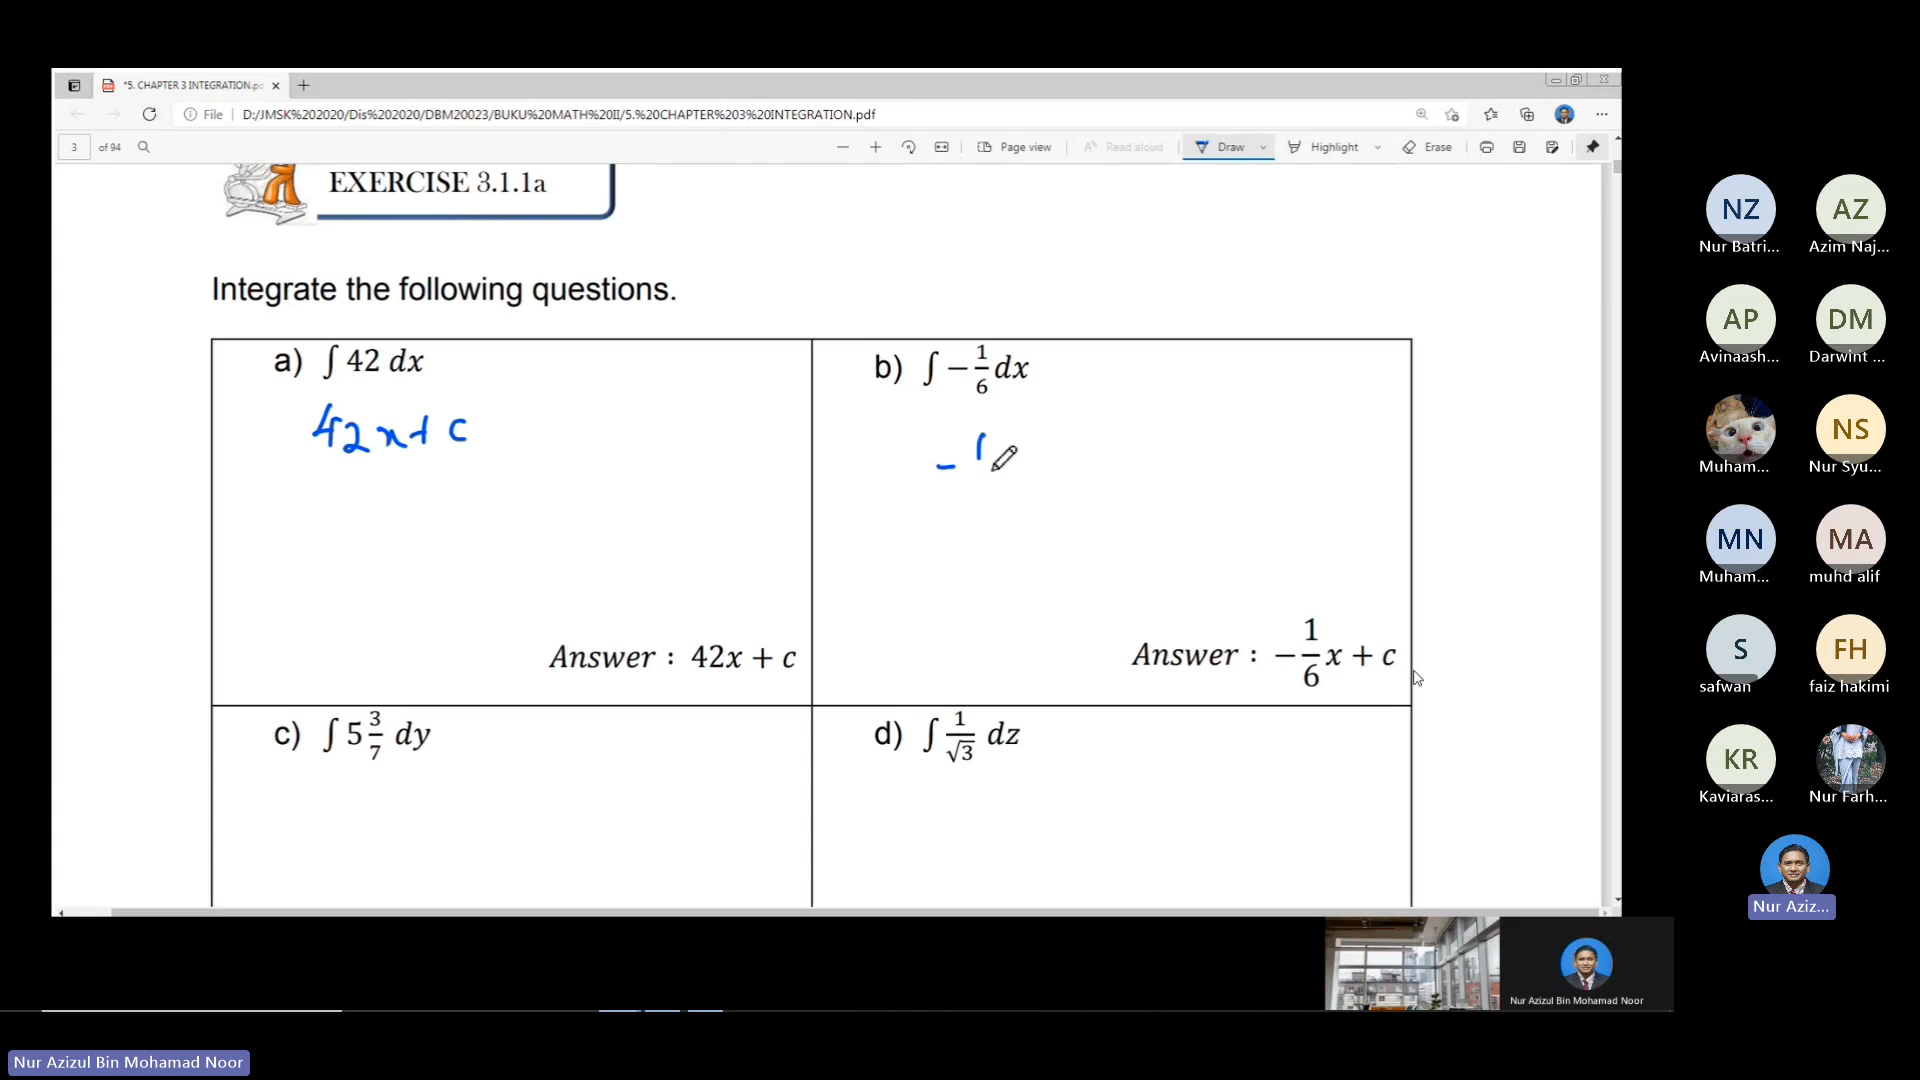 *5. CHAPTER 3 INTEGRATION.pd
File | D:/JMSK%202020/Dis%202020/DBM20023/BUKU%20MATH%20II/5.%20CHAPTER%203%20INTEGRATION.pdf
3 of 94
Page view
Read aloud
Draw
Highlight
Erase
EXERCISE 3.1.1a
Integrate the following questions.
a) ∫ 42 dx
42x + c
Answer : 42x + c
b) ∫ −1/6 dx
- 1
Answer : −1/6 x + c
c) ∫ 5 3/7 dy
d) ∫ 1/√3 dz
NZ
Nur Batri...
AZ
Azim Naj...
AP
Avinaash...
DM
Darwint ...
Muham...
NS
Nur Syu...
MN
Muham...
MA
muhd alif
S
safwan
FH
faiz hakimi
KR
Kaviaras...
Nur Farh...
Nur Aziz...
Nur Azizul Bin Mohamad Noor
Nur Azizul Bin Mohamad Noor